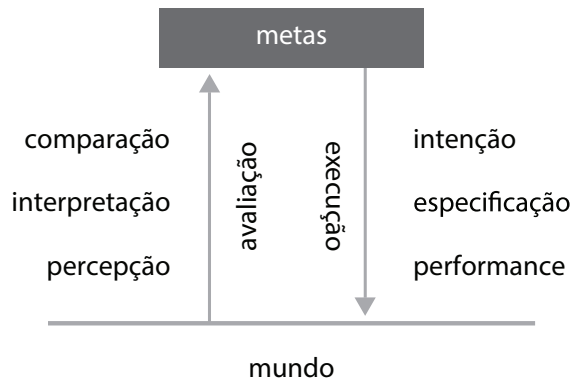 metas
comparação
interpretação
percepção
avaliação
execução
intenção
especificação
performance
mundo